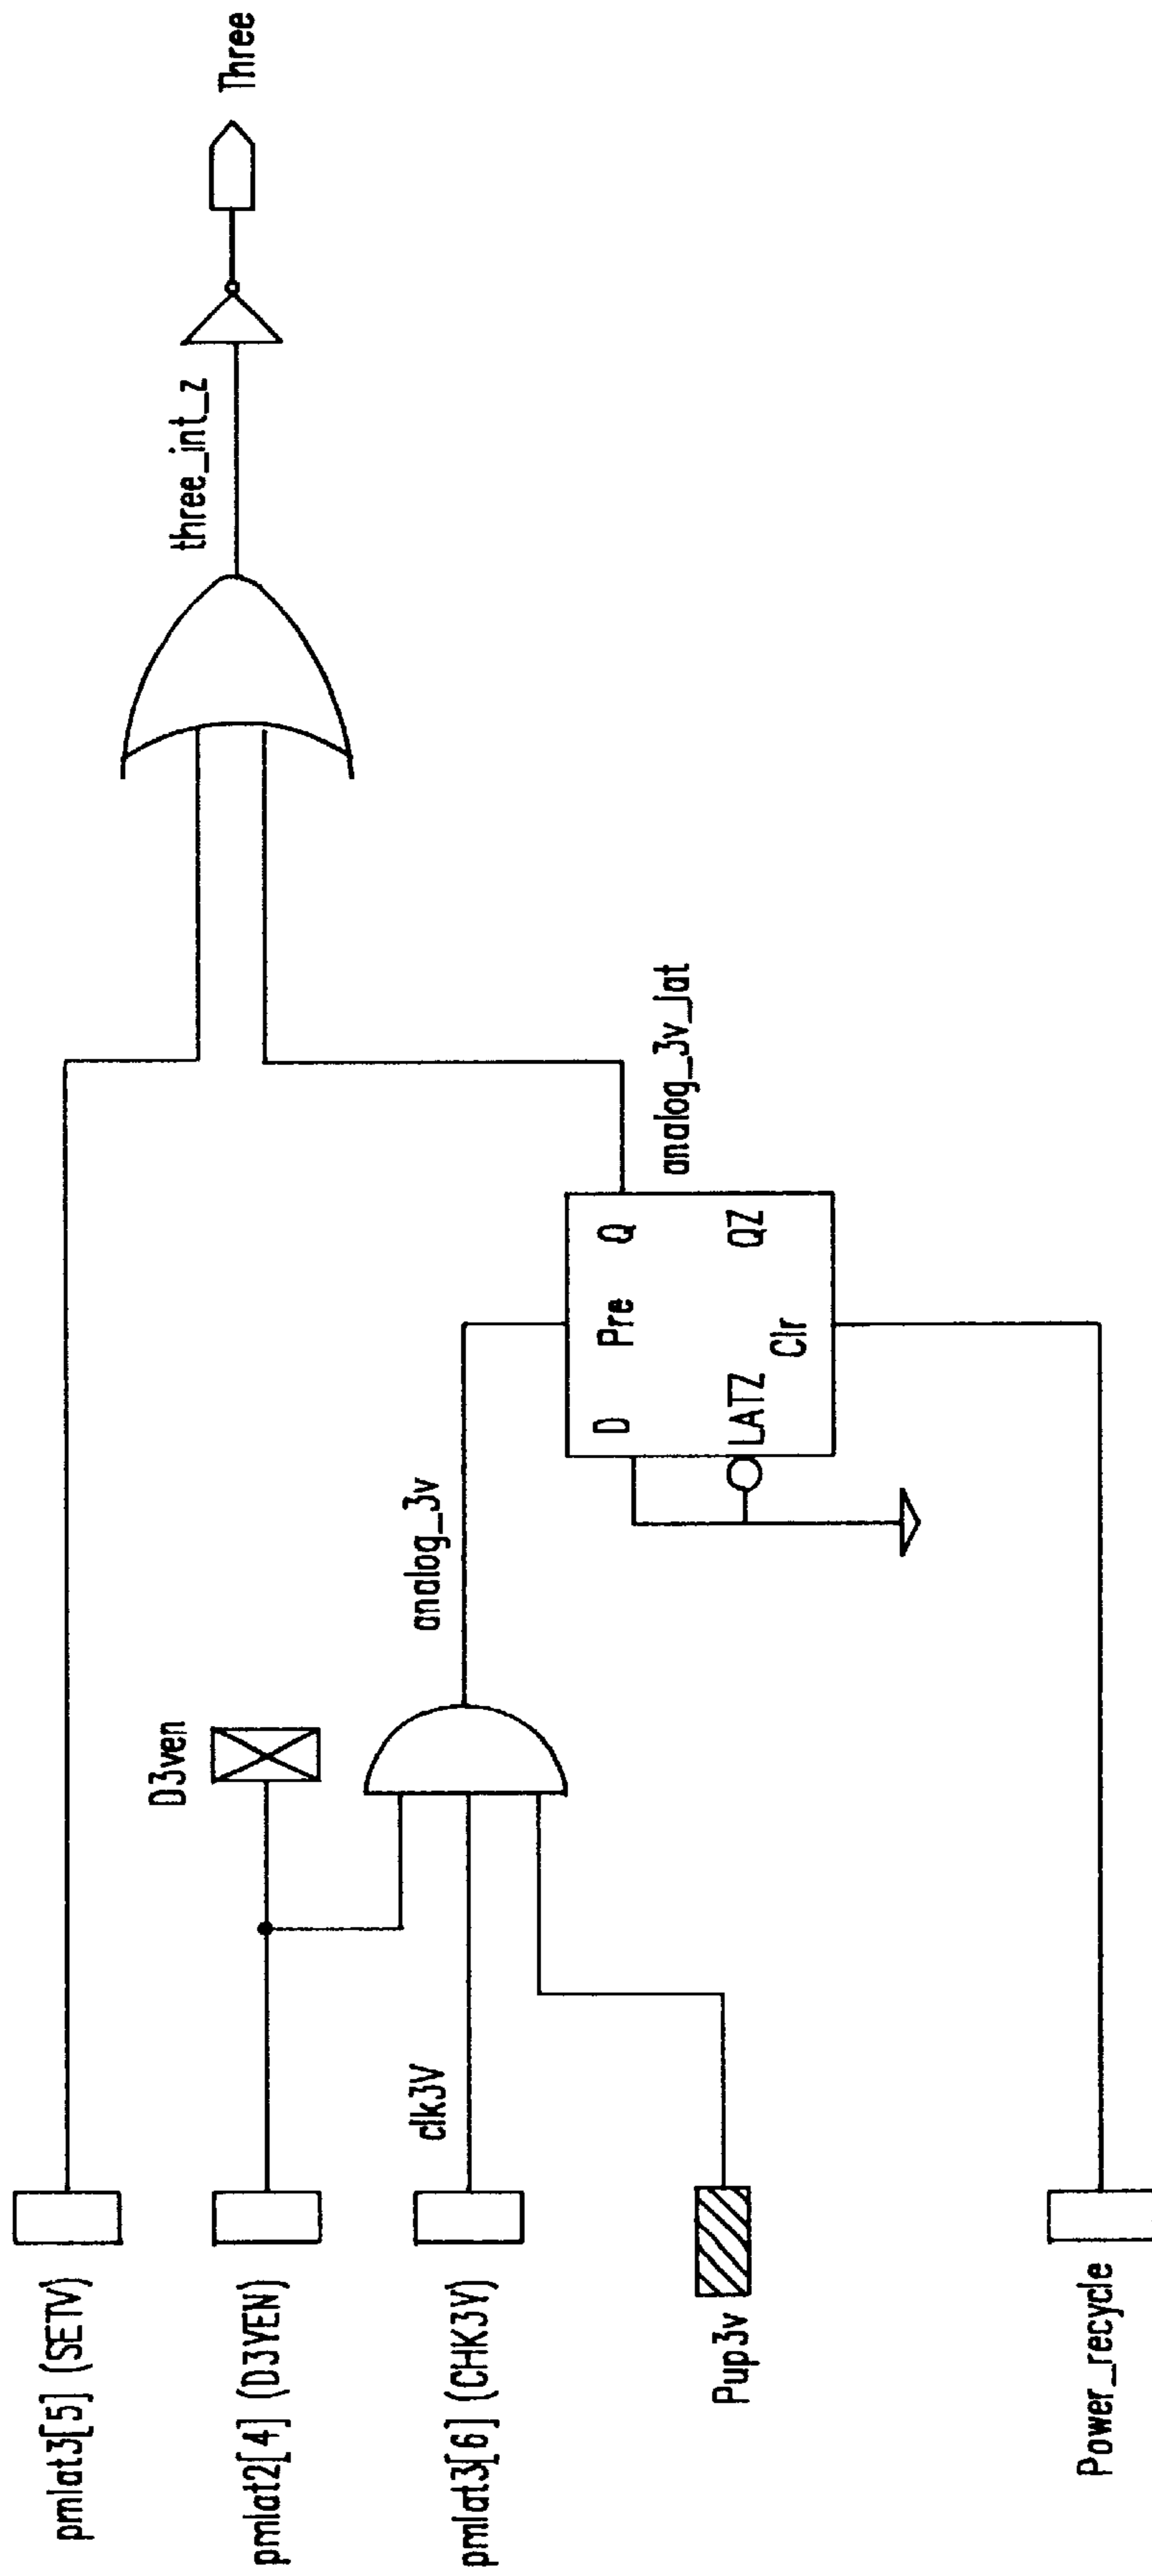 pmlat3[5] (SETV)
pmlat2[4] (D3YEN)
D3ven
pmlat3[6] (CHK3V)
clk3V
analog_3v
Pup3v
D
Pre
Q
LATZ
Clr
QZ
analog_3v_lat
Power_recycle
three_int_z
Three